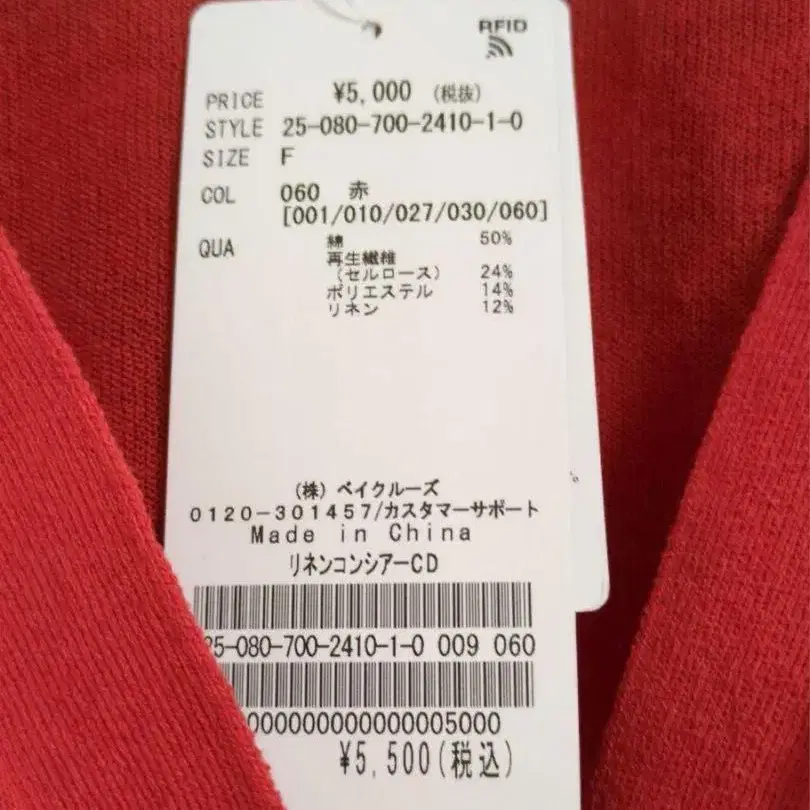 RFID
PRICE ¥5,000 (税抜)
STYLE 25-080-700-2410-1-0
SIZE F
COL 060 赤
[001/010/027/030/060]
QUA 綿 50%
再生繊維
(セルロース) 24%
ポリエステル 14%
リネン 12%
(株) ベイクルーズ
0120-301457/カスタマーサポート
Made in China
リネンコンシアーCD
25-080-700-2410-1-0 009 060
0000000000000005000
¥5,500(税込)